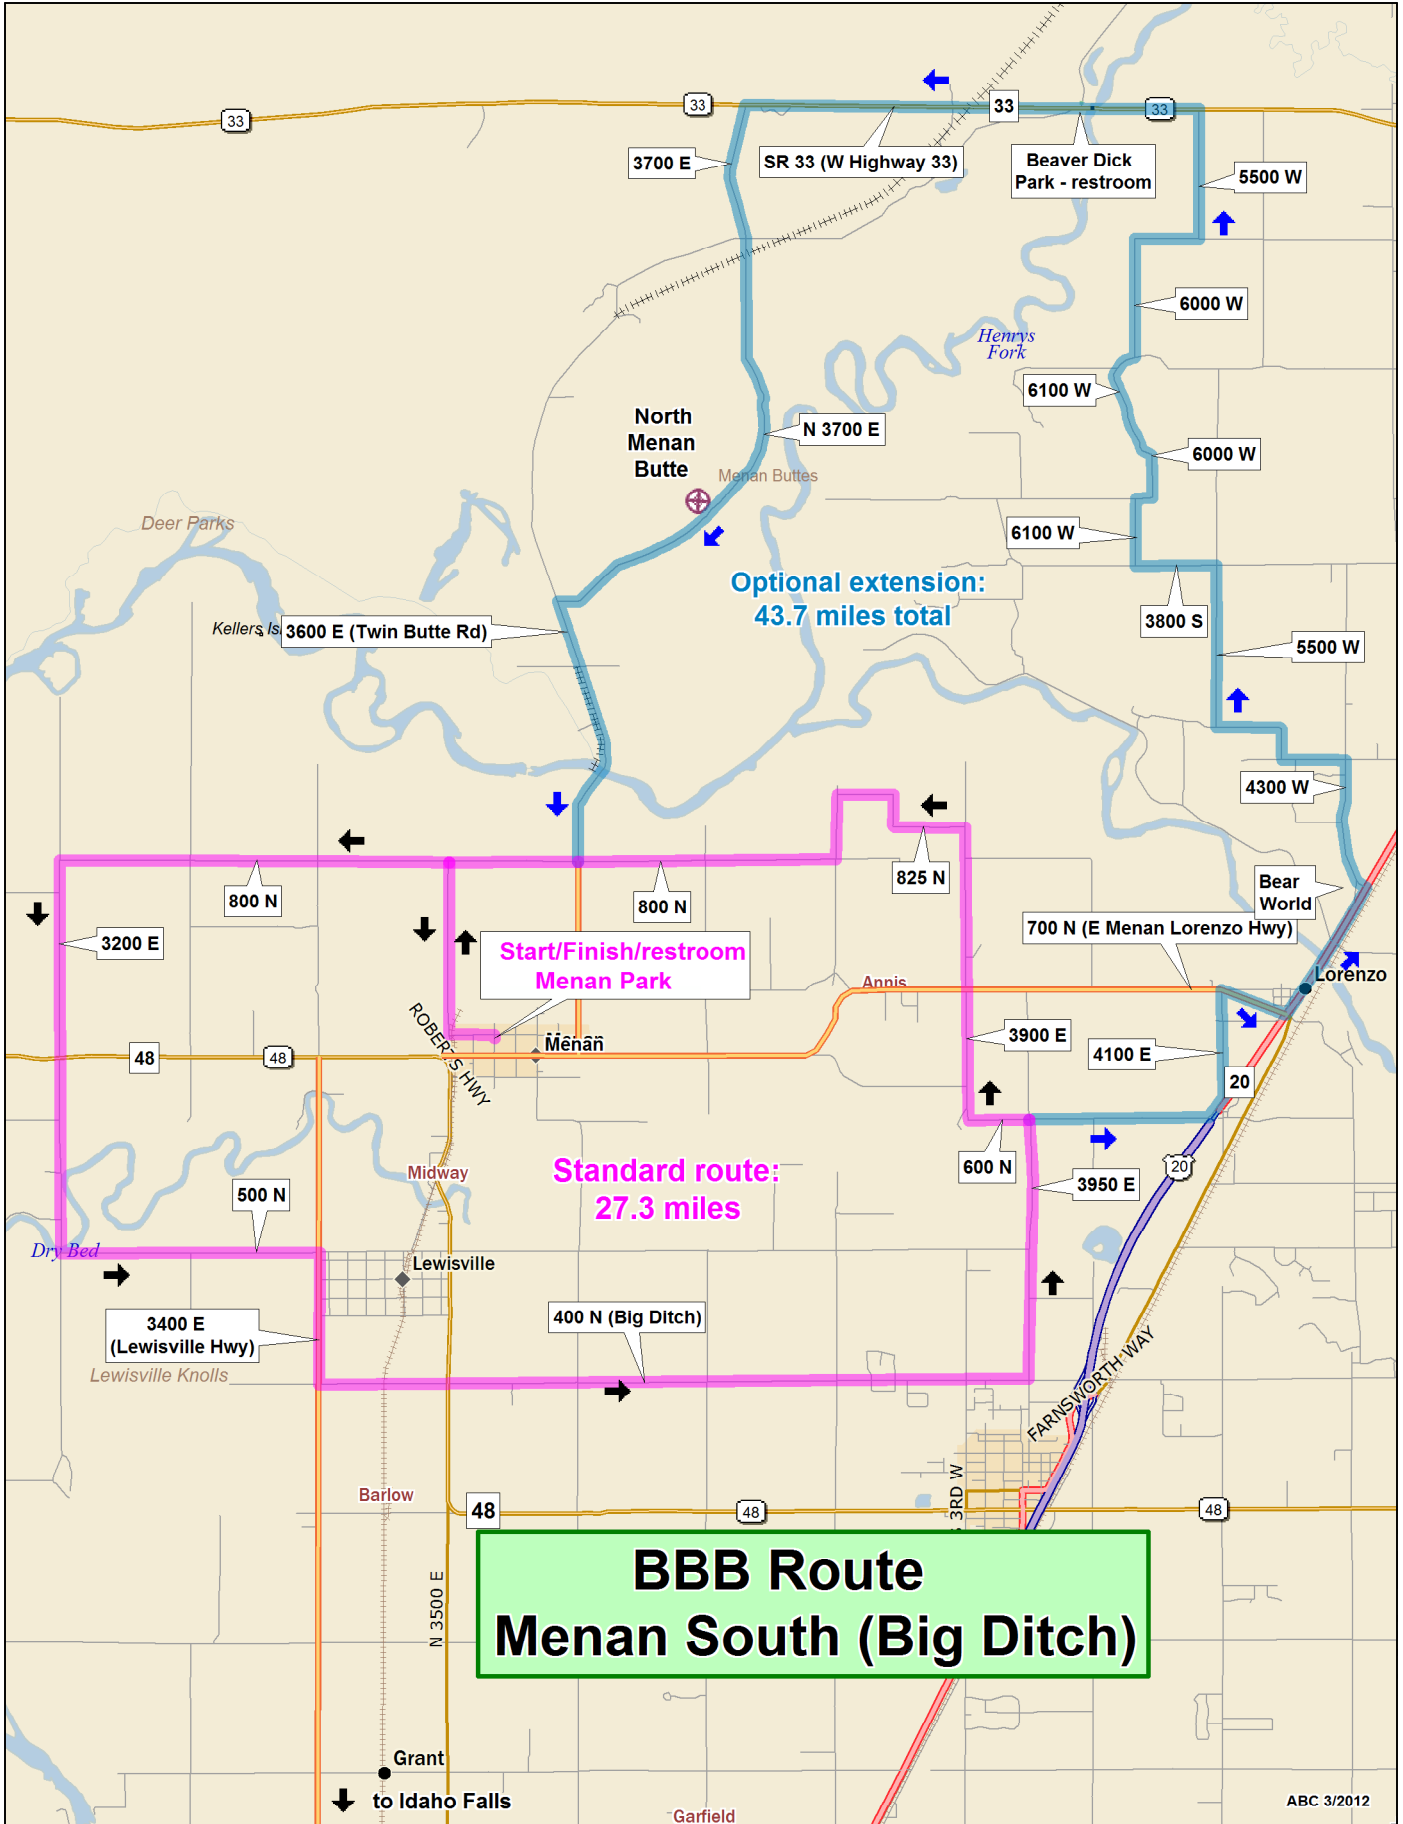 33
33
33
33
3700 E
SR 33 (W Highway 33)
Beaver Dick
Park - restroom
5500 W
6000 W
Henrys
Fork
6100 W
North
Menan
Butte
N 3700 E
Menan Buttes
6000 W
Deer Parks
6100 W
Optional extension:
43.7 miles total
3800 S
Kellers Isl
3600 E (Twin Butte Rd)
5500 W
4300 W
825 N
Bear
World
800 N
800 N
700 N (E Menan Lorenzo Hwy)
3200 E
Start/Finish/restroom
Menan Park
Annis
Lorenzo
ROBERTS HWY
Menan
3900 E
4100 E
48
48
20
Standard route:
27.3 miles
600 N
20
3950 E
Midway
500 N
Dry Bed
Lewisville
3400 E
(Lewisville Hwy)
400 N (Big Ditch)
Lewisville Knolls
FARNSWORTH WAY
Barlow
48
48
S 3RD W
48
N 3500 E
BBB Route
Menan South (Big Ditch)
Grant
to Idaho Falls
Garfield
ABC 3/2012